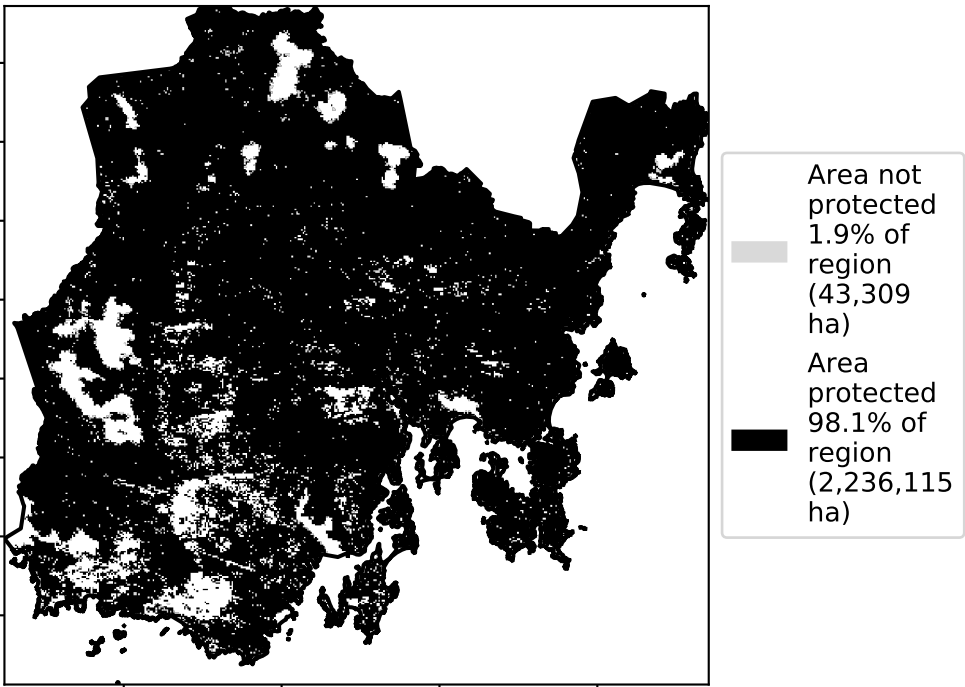 Area not
protected
1.9% of
region
(43,309
ha)
Area
protected
98.1% of
region
(2,236,115
ha)